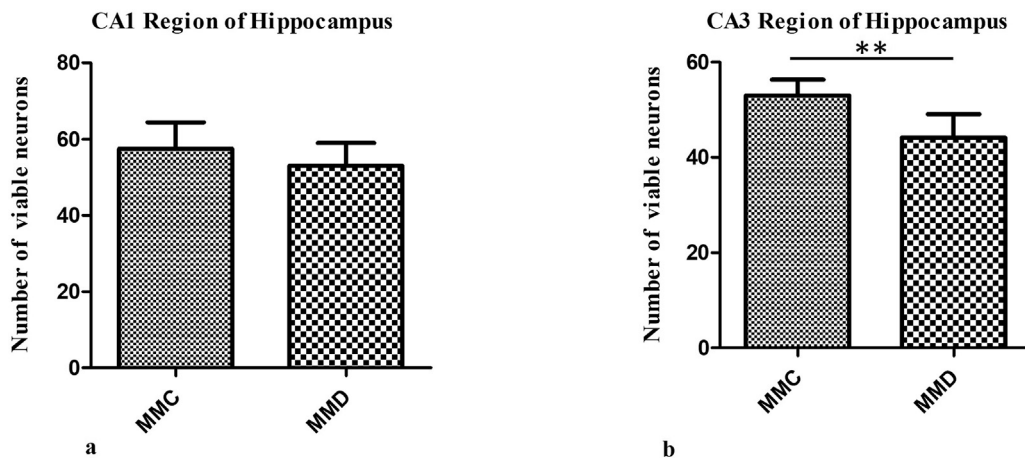 CA1 Region of Hippocampus
Number of viable neurons
80
60
40
20
0
MMC
MMD
a
CA3 Region of Hippocampus
**
Number of viable neurons
60
40
20
0
MMC
MMD
b